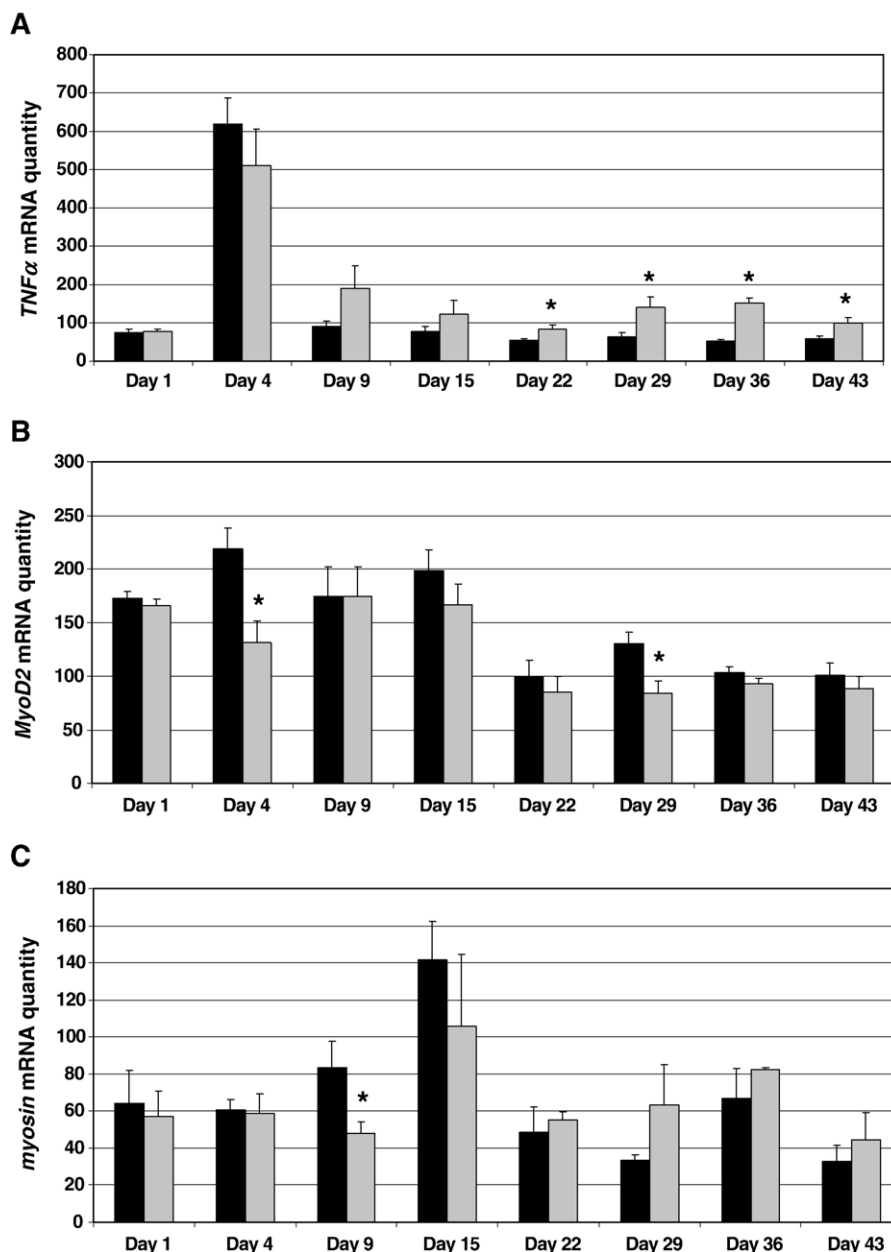 A
TNFα mRNA quantity
800
700
600
500
400
300
200
100
0
* * * *
Day 1 Day 4 Day 9 Day 15 Day 22 Day 29 Day 36 Day 43
B
MyoD2 mRNA quantity
300
250
200
150
100
50
0
* *
Day 1 Day 4 Day 9 Day 15 Day 22 Day 29 Day 36 Day 43
C
myosin mRNA quantity
180
160
140
120
100
80
60
40
20
0
*
Day 1 Day 4 Day 9 Day 15 Day 22 Day 29 Day 36 Day 43